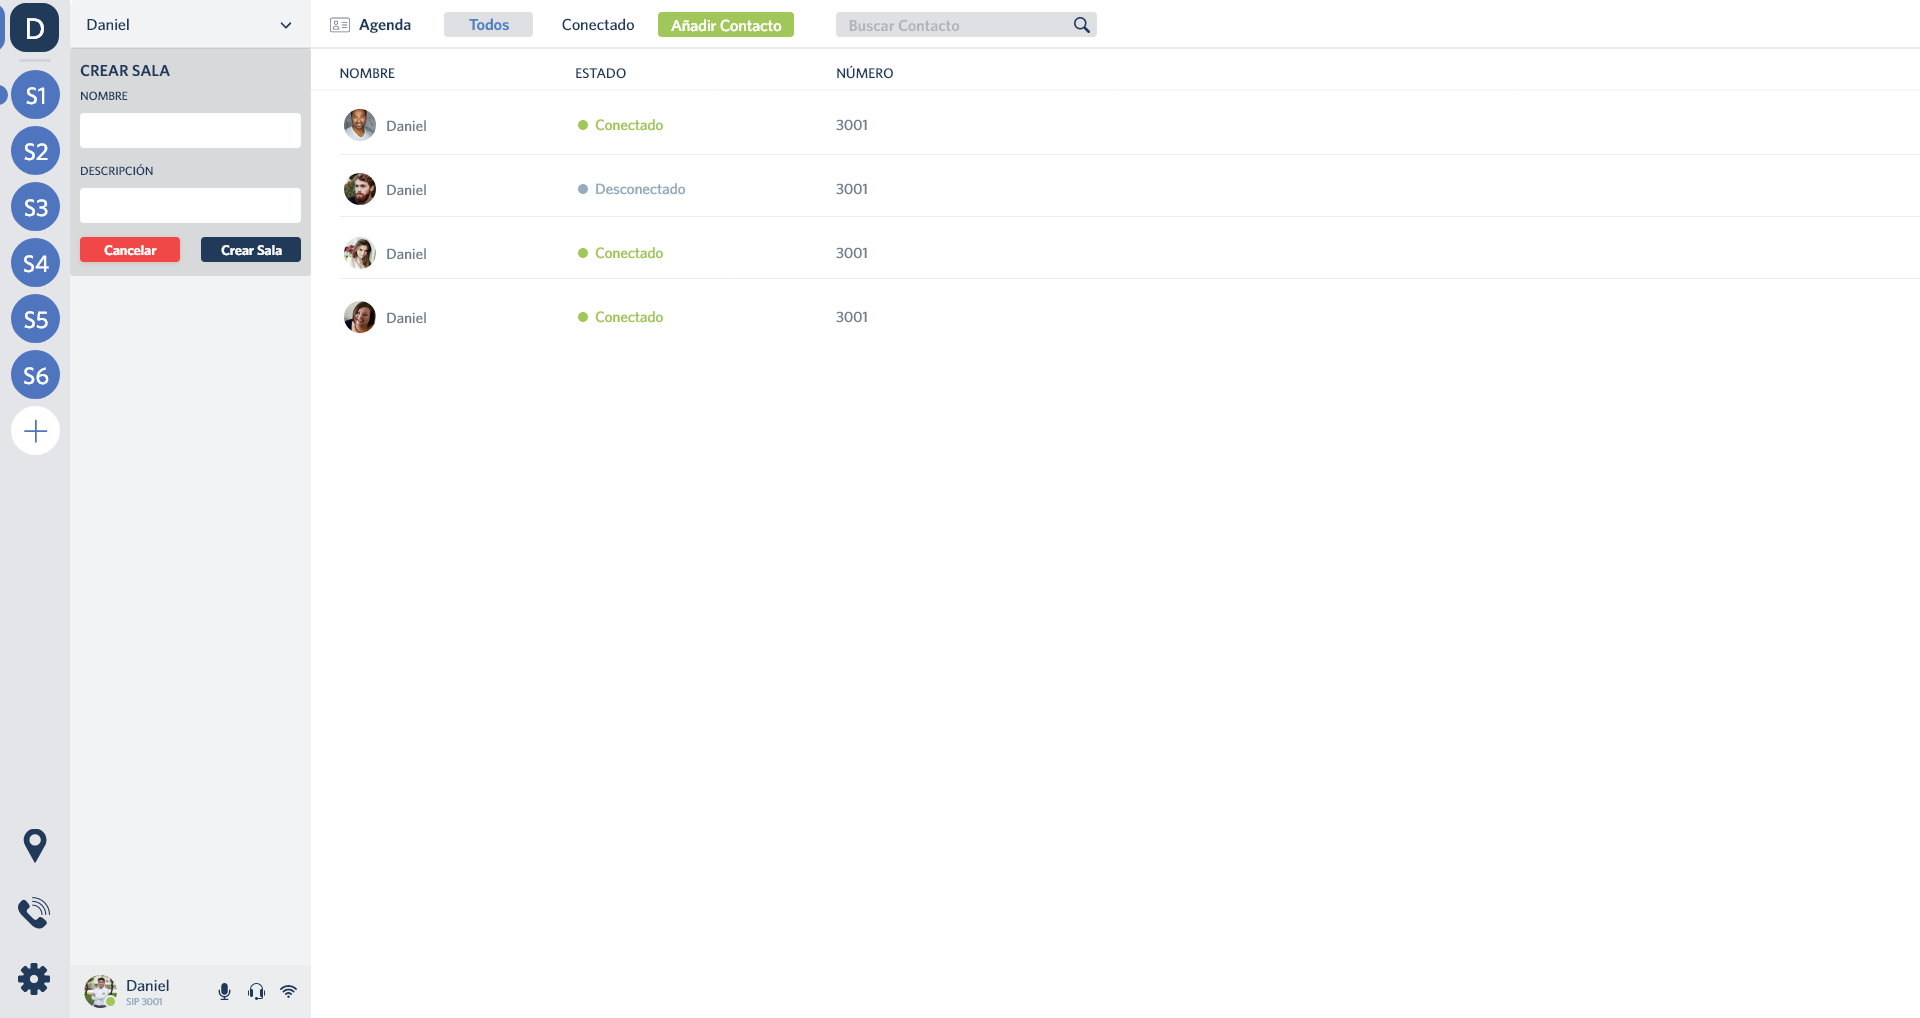 D
S1
S2
S3
S4
S5
S6
Daniel
CREAR SALA
NOMBRE
DESCRIPCIÓN
Cancelar
Crear Sala
Daniel
SIP 3001
Agenda
Todos
Conectado
Añadir Contacto
Buscar Contacto
NOMBRE ESTADO NÚMERO
Daniel Conectado 3001
Daniel Desconectado 3001
Daniel Conectado 3001
Daniel Conectado 3001